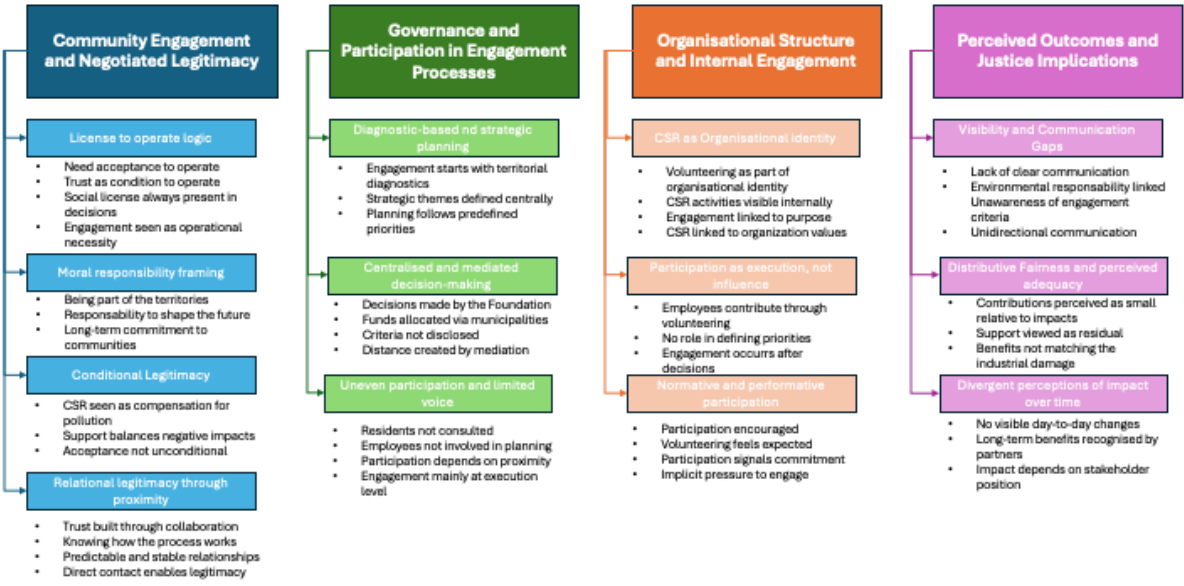 Community Engagement
and Negotiated Legitimacy
License to operate logic
• Need acceptance to operate
• Trust as condition to operate
• Social license always present in
decisions
• Engagement seen as operational
necessity
Moral responsibility framing
• Being part of the territories
• Responsability to shape the future
• Long-term commitment to
communities
Conditional Legitimacy
• CSR seen as compensation for
pollution
• Support balances negative impacts
• Acceptance not unconditional
Relational legitimacy through
proximity
• Trust built through collaboration
• Knowing how the process works
• Predictable and stable relationships
• Direct contact enables legitimacy
Governance and
Participation in Engagement
Processes
Diagnostic-based nd strategic
planning
• Engagement starts with territorial
diagnostics
• Strategic themes defined centrally
• Planning follows predefined
priorities
Centralised and mediated
decision-making
• Decisions made by the Foundation
• Funds allocated via municipalities
• Criteria not disclosed
• Distance created by mediation
Uneven participation and limited
voice
• Residents not consulted
• Employees not involved in planning
• Participation depends on proximity
• Engagement mainly at execution
level
Organisational Structure
and Internal Engagement
CSR as Organisational identity
• Volunteering as part of
organisational identity
• CSR activities visible internally
• Engagement linked to purpose
• CSR linked to organization values
Participation as execution, not
influence
• Employees contribute through
volunteering
• No role in defining priorities
• Engagement occurrs after
decisions
Normative and performative
participation
• Participation encouraged
• Volunteering feels expected
• Participation signals commitment
• Implicit pressure to engage
Perceived Outcomes and
Justice Implications
Visibility and Communication
Gaps
• Lack of clear communication
• Environmental responsability linked
• Unawareness of engagement
criteria
• Unidirectional communication
Distributive Fairness and perceived
adequacy
• Contributions perceived as small
relative to impacts
• Support viewed as residual
• Benefits not matching the
industrial damage
Divergent perceptions of impact
over time
• No visible day-to-day changes
• Long-term benefits recognised by
partners
• Impact depends on stakeholder
position